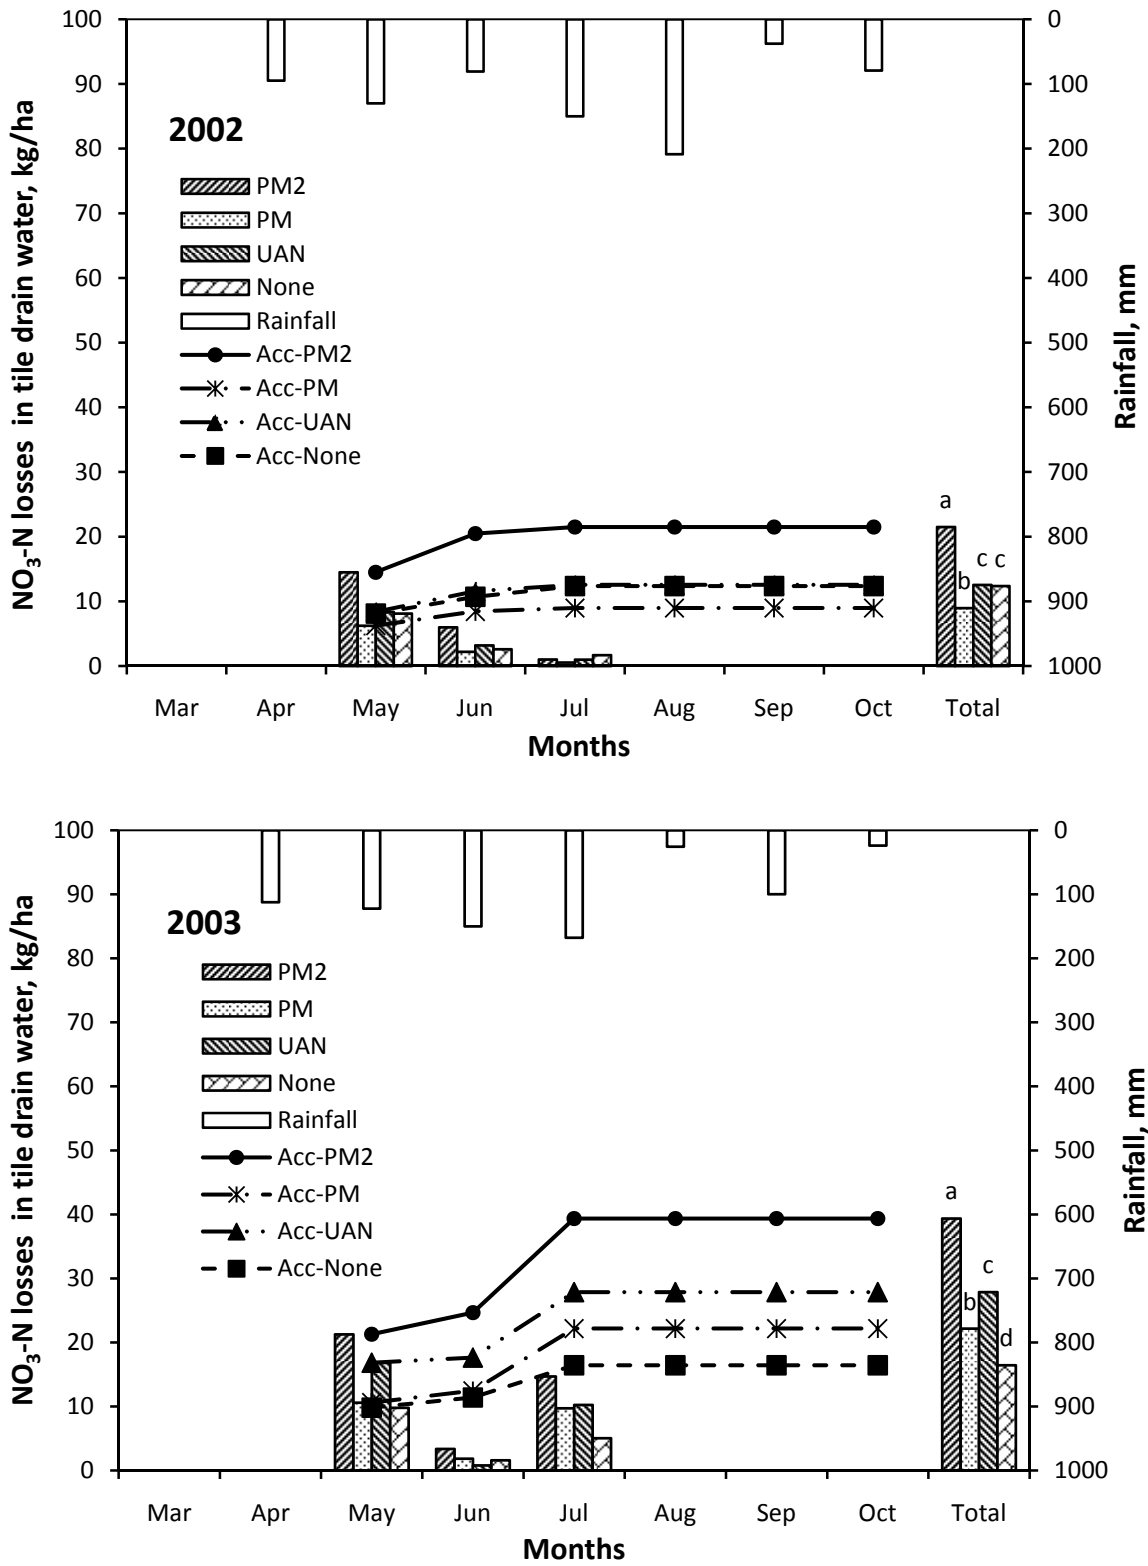 100
90
80
70
60
50
40
30
20
10
0
NO3-N losses in tile drain water, kg/ha
2002
PM2
PM
UAN
None
Rainfall
Acc-PM2
Acc-PM
Acc-UAN
Acc-None
a
b
c
c
0
100
200
300
400
500
600
700
800
900
1000
Rainfall, mm
Mar Apr May Jun Jul Aug Sep Oct Total
Months
100
90
80
70
60
50
40
30
20
10
0
NO3-N losses in tile drain water, kg/ha
2003
PM2
PM
UAN
None
Rainfall
Acc-PM2
Acc-PM
Acc-UAN
Acc-None
a
b
c
d
0
100
200
300
400
500
600
700
800
900
1000
Rainfall, mm
Mar Apr May Jun Jul Aug Sep Oct Total
Months